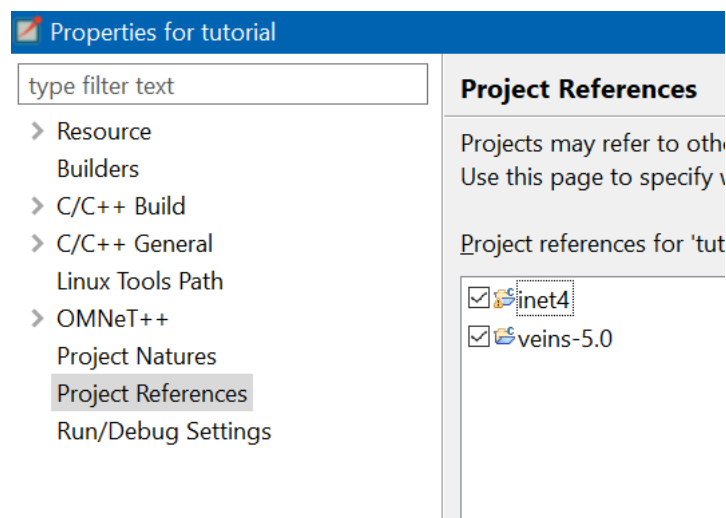 Properties for tutorial
type filter text
Resource
Builders
C/C++ Build
C/C++ General
Linux Tools Path
OMNeT++
Project Natures
Project References
Run/Debug Settings
Project References
Projects may refer to oth
Use this page to specify
Project references for 'tut
inet4
veins-5.0